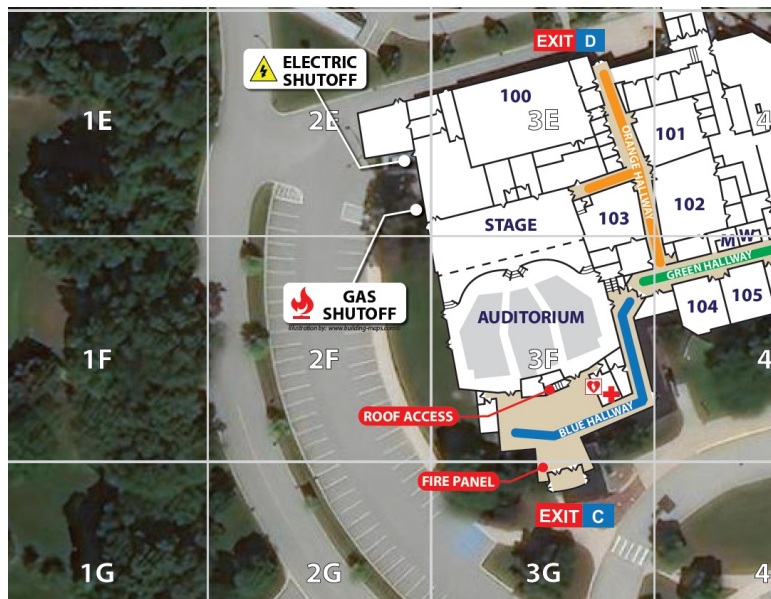 EXIT D
ELECTRIC
SHUTOFF
100
1E
2E
3E
4
101
ORANGE HALLWAY
102
103
STAGE
M W
GREEN HALLWAY
GAS
SHUTOFF
Illustration by: www.building-maps.com
AUDITORIUM
104
105
1F
2F
3F
4
ROOF ACCESS
BLUE HALLWAY
FIRE PANEL
EXIT C
1G
2G
3G
4